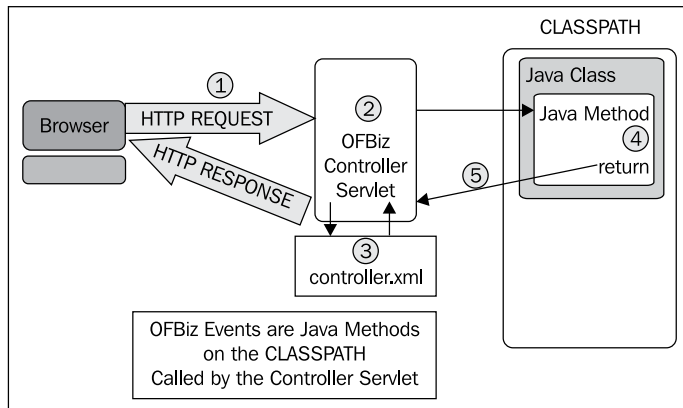 CLASSPATH
1
HTTP REQUEST
Browser
HTTP RESPONSE
2
OFBiz
Controller
Servlet
3
controller.xml
Java Class
Java Method
4
return
5
OFBiz Events are Java Methods
on the CLASSPATH
Called by the Controller Servlet